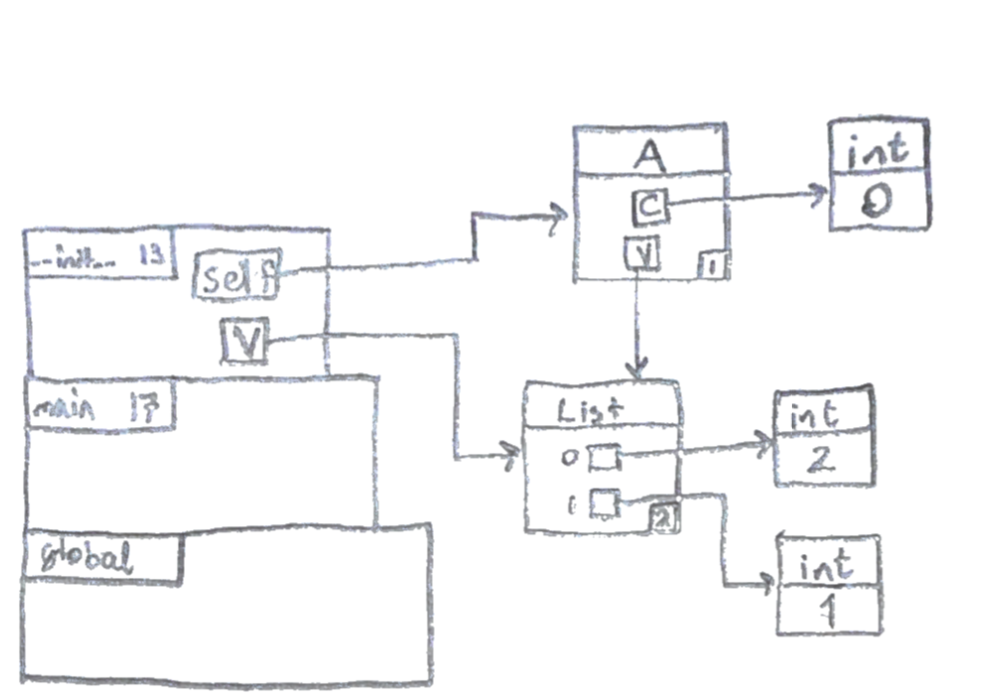 A
int
C
0
__init__ 13
self
V
1
V
main 17
List
int
0
2
1
2
global
int
1